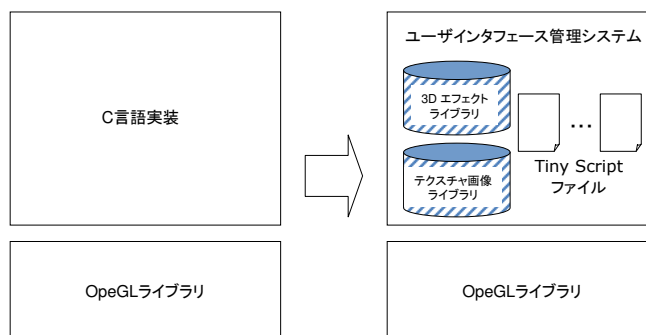 C言語実装
OpeGLライブラリ
ユーザインタフェース管理システム
3D エフェクト
ライブラリ
テクスチャ画像
ライブラリ
...
Tiny Script
ファイル
OpeGLライブラリ